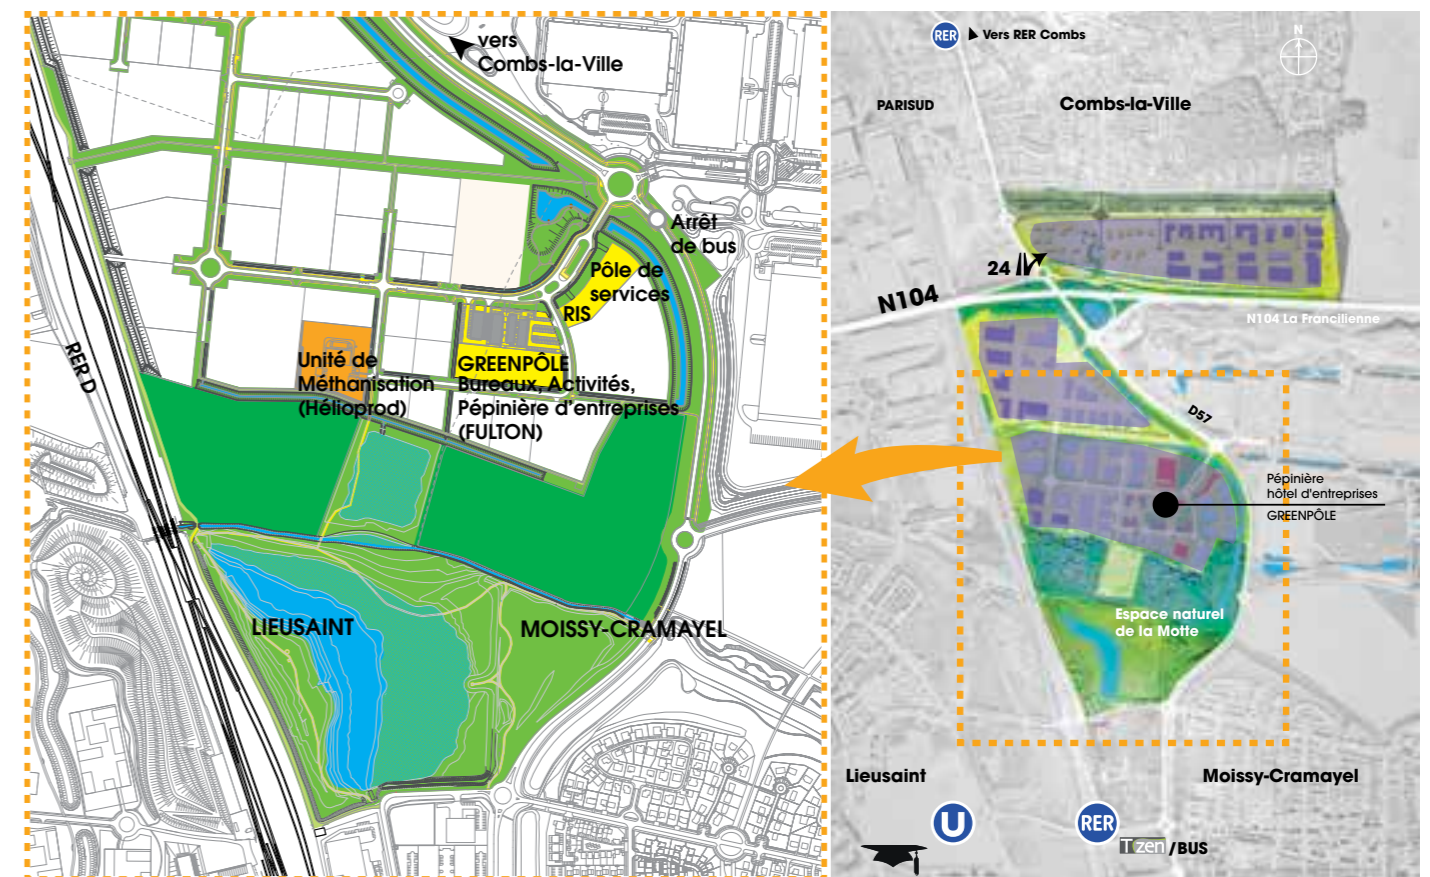 vers
Combs-la-Ville
Arrêt
de bus
Pôle de
services
RIS
RER D
Unité de
Méthanisation
(Hélioprod)
GREENPÔLE
Bureaux, Activités,
Pépinière d'entreprises
(FULTON)
LIEUSAINT
MOISSY-CRAMAYEL
RER
Vers RER Combs
N
PARISUD
Combs-la-Ville
24
N104
N104 La Francilienne
D57
Pépinière
hôtel d'entreprises
GREENPÔLE
Espace naturel
de la Motte
Lieusaint
Moissy-Cramayel
U
RER
T zen /BUS